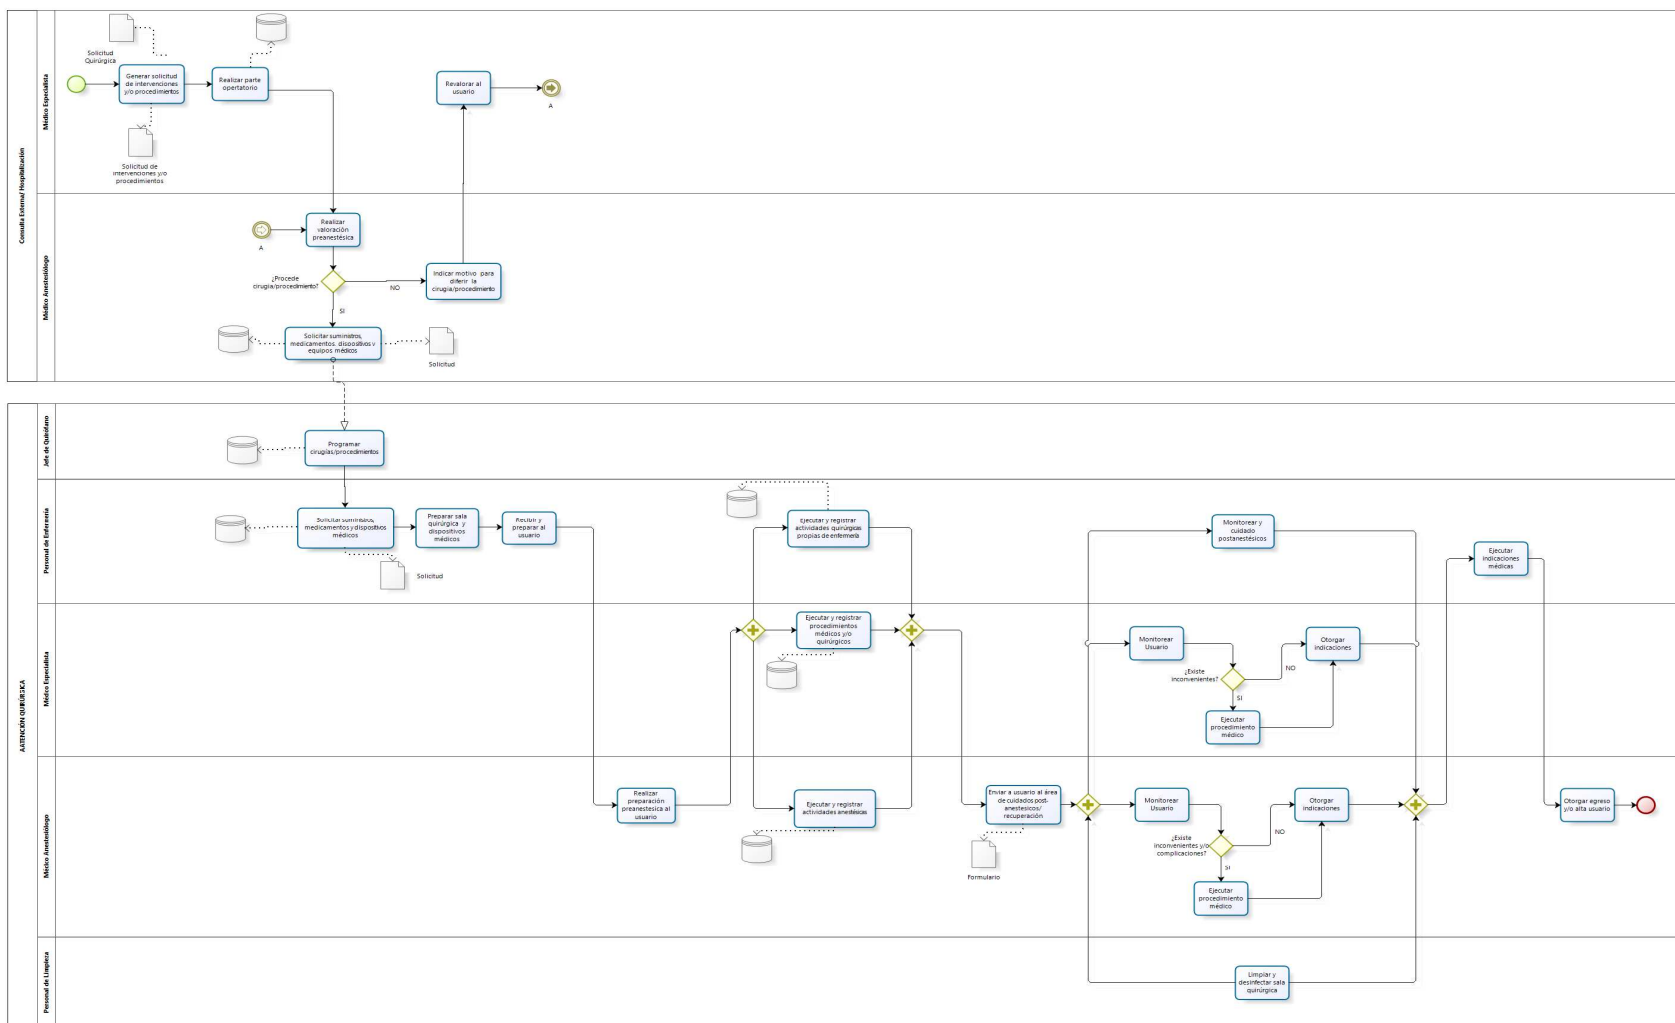 Consulta Externa/ Hospitalización
Médico Especialista
Solicitud
Quirúrgica
Generar solicitud
de intervenciones
y/o procedimientos
Realizar parte
opertatorio
Solicitud de
intervenciones y/o
procedimientos
Revalorar al
usuario
A
Médico Anestesiólogo
A
Realizar
valoración
preanestésica
¿Procede
cirugia/procedimiento?
NO
SI
Indicar motivo para
diferir la
cirugía/procedimiento
Solicitar suministros,
medicamentos, dispositivos y
equipos médicos
Solicitud
AATENCIÓN QUIRÚRGICA
Jefe de Quirófano
Programar
cirugías/procedimientos
Personal de Enfermería
Solicitar suministros,
medicamentos y dispositivos
médicos
Solicitud
Preparar sala
quirúrgica y
dispositivos
médicos
Recibir y
preparar al
usuario
Ejecutar y registrar
actividades quirúrgicas
propias de enfermería
Monitorear y
cuidado
postanestésicos
Ejecutar
indicaciones
médicas
Médico Especialista
Ejecutar y registrar
procedimientos
médicos y/o
quirúrgicos
Monitorear
Usuario
¿Existe
inconvenientes?
NO
SI
Otorgar
indicaciones
Ejecutar
procedimiento
médico
Médico Anestesiólogo
Realizar
preparación
preanestesica al
usuario
Ejecutar y registrar
actividades anestésicas
Enviar a usuario al área
de cuidados post-
anestesicos/
recuperación
Formulario
Monitorear
Usuario
¿Existe
inconvenientes y/o
complicaciones?
NO
SI
Otorgar
indicaciones
Ejecutar
procedimiento
médico
Otorgar egreso
y/o alta usuario
Personal de Limpieza
Limpiar y
desinfectar sala
quirúrgica